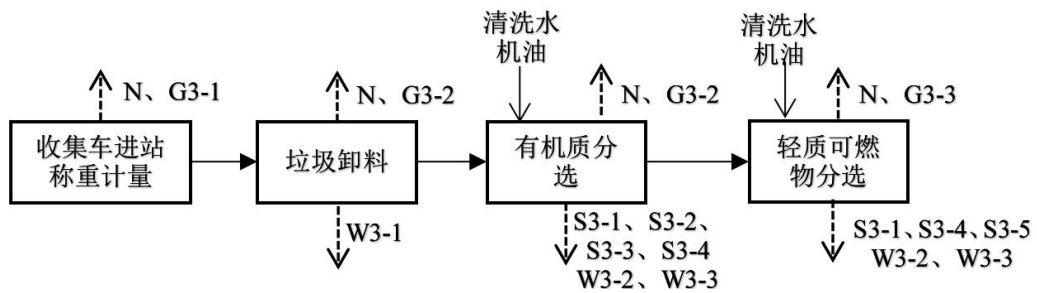 清洗水
机油
清洗水
机油
N、G3-1
N、G3-2
N、G3-2
N、G3-3
收集车进站
称重计量
垃圾卸料
有机质分
选
轻质可燃
物分选
W3-1
S3-1、S3-2、
S3-3、S3-4
W3-2、W3-3
S3-1、S3-4、S3-5
W3-2、W3-3